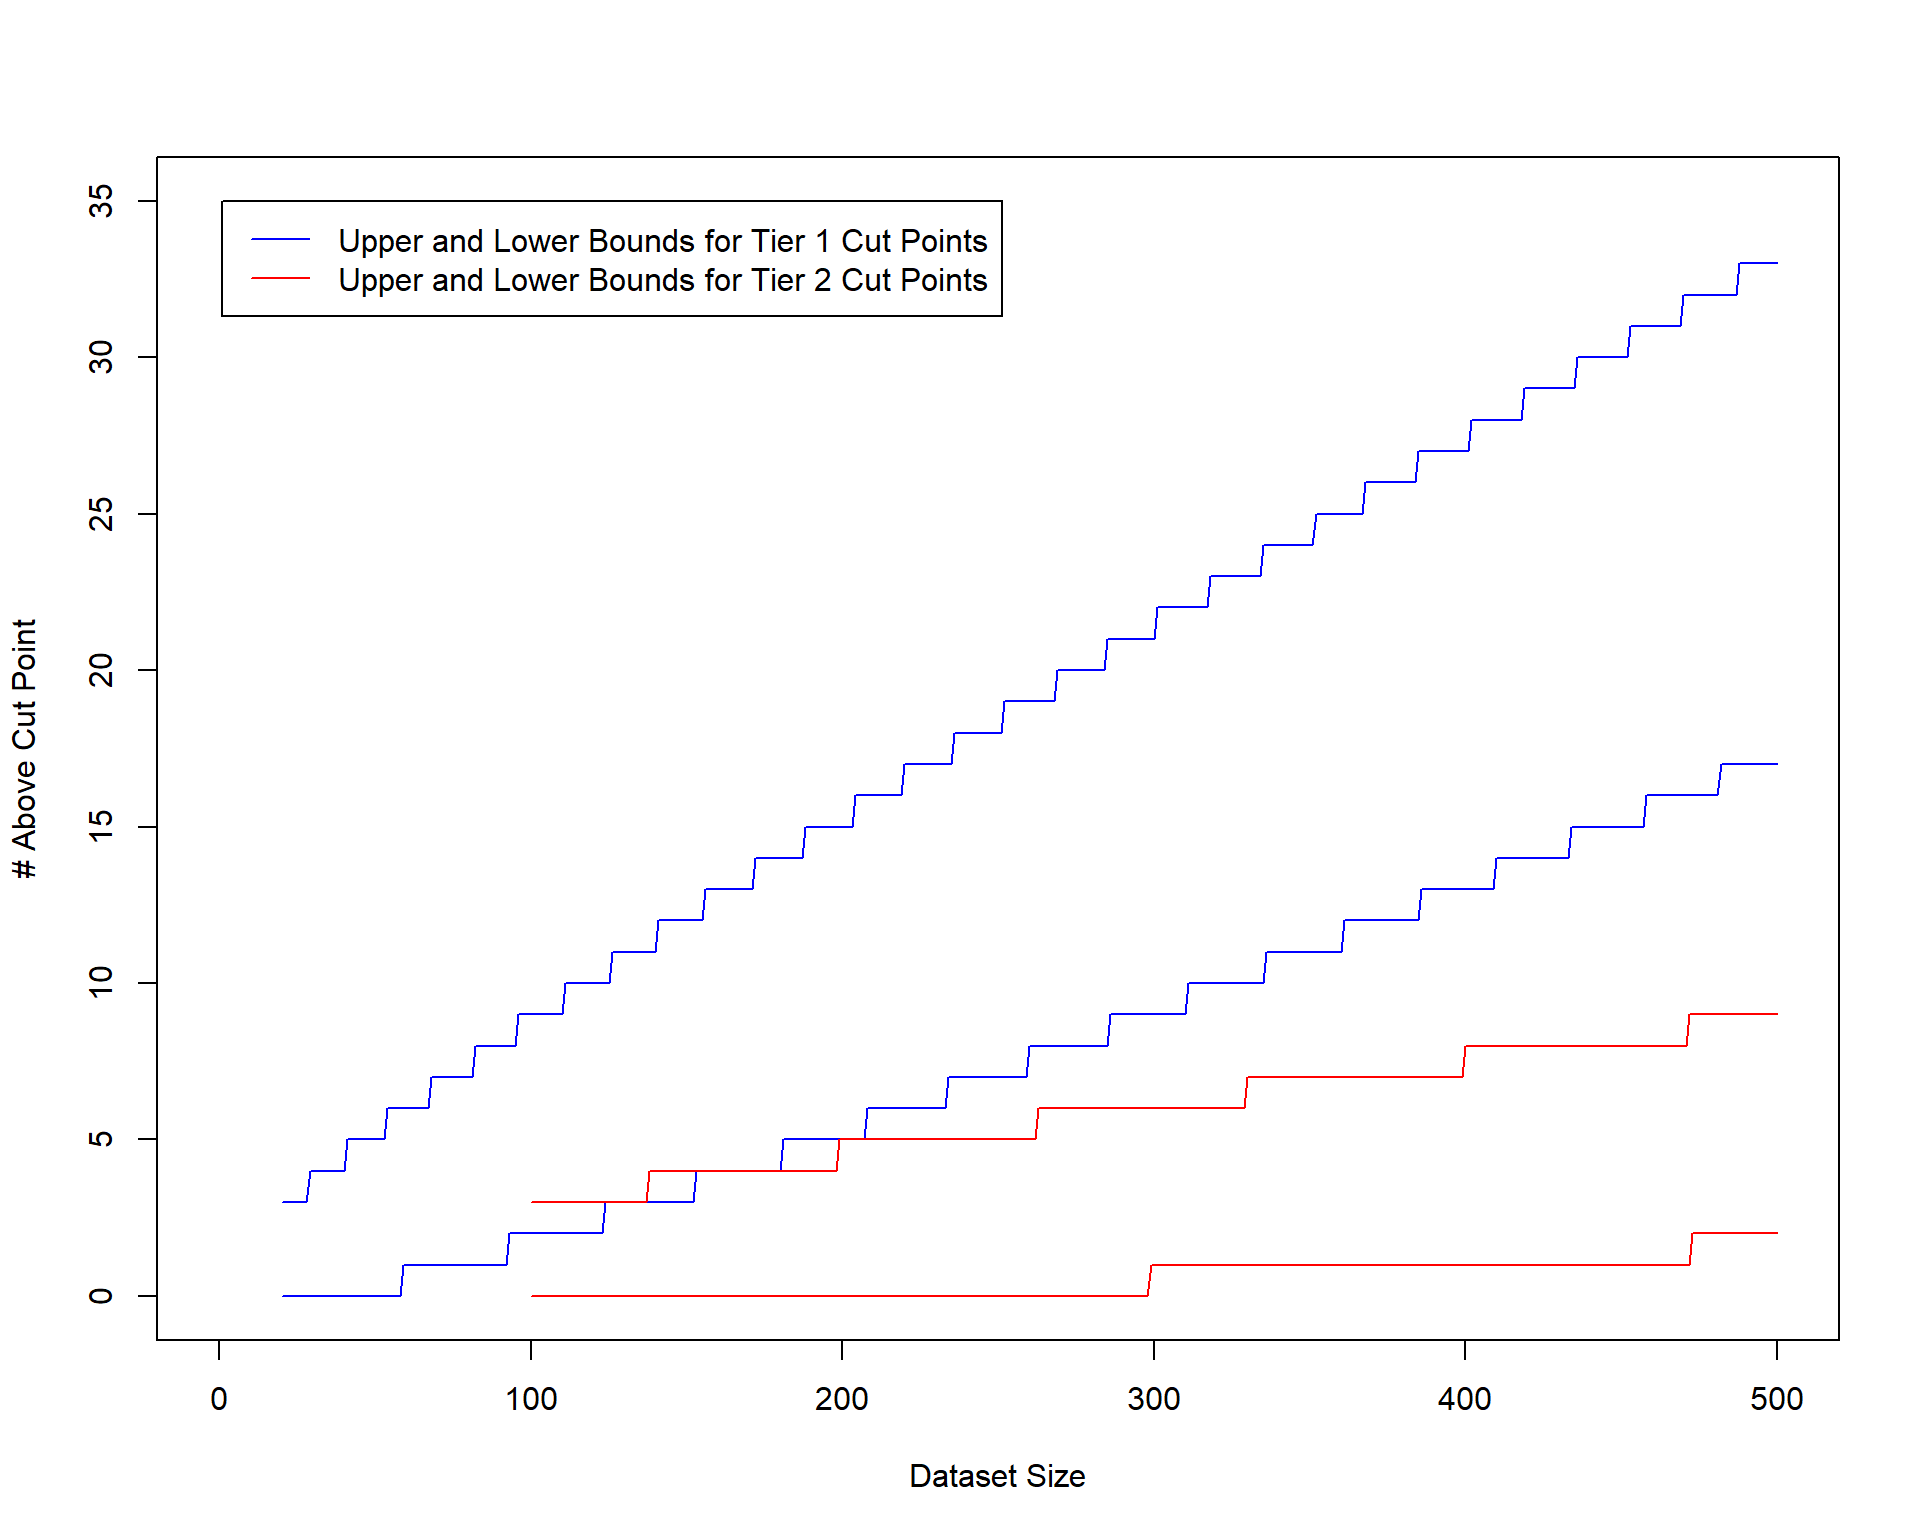 Upper and Lower Bounds for Tier 1 Cut Points
Upper and Lower Bounds for Tier 2 Cut Points
# Above Cut Point
35
30
25
20
15
10
5
0
0 100 200 300 400 500
Dataset Size